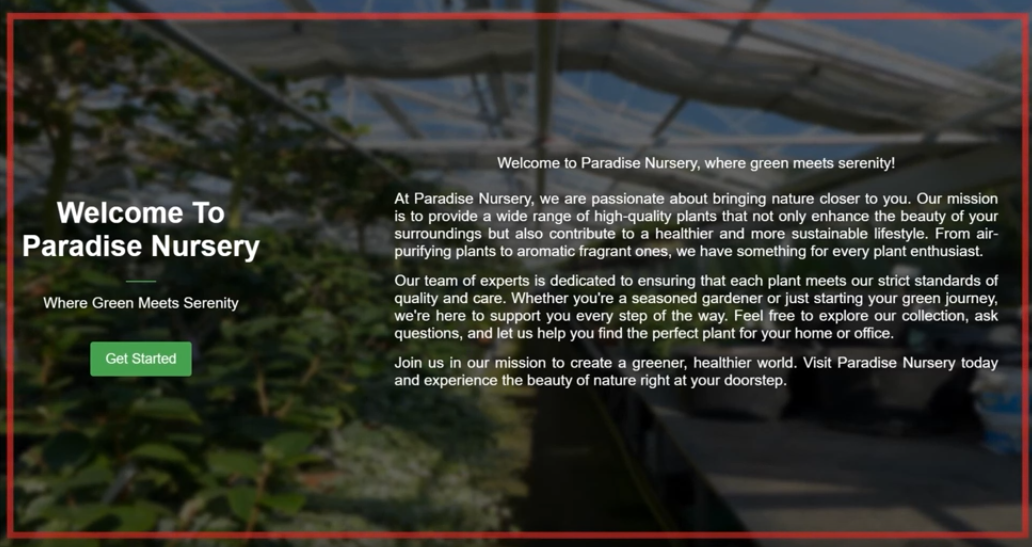 Welcome To
Paradise Nursery
Where Green Meets Serenity
Get Started
Welcome to Paradise Nursery, where green meets serenity!
At Paradise Nursery, we are passionate about bringing nature closer to you. Our mission
is to provide a wide range of high-quality plants that not only enhance the beauty of your
surroundings but also contribute to a healthier and more sustainable lifestyle. From air-
purifying plants to aromatic fragrant ones, we have something for every plant enthusiast.
Our team of experts is dedicated to ensuring that each plant meets our strict standards of
quality and care. Whether you're a seasoned gardener or just starting your green journey,
we're here to support you every step of the way. Feel free to explore our collection, ask
questions, and let us help you find the perfect plant for your home or office.
Join us in our mission to create a greener, healthier world. Visit Paradise Nursery today
and experience the beauty of nature right at your doorstep.